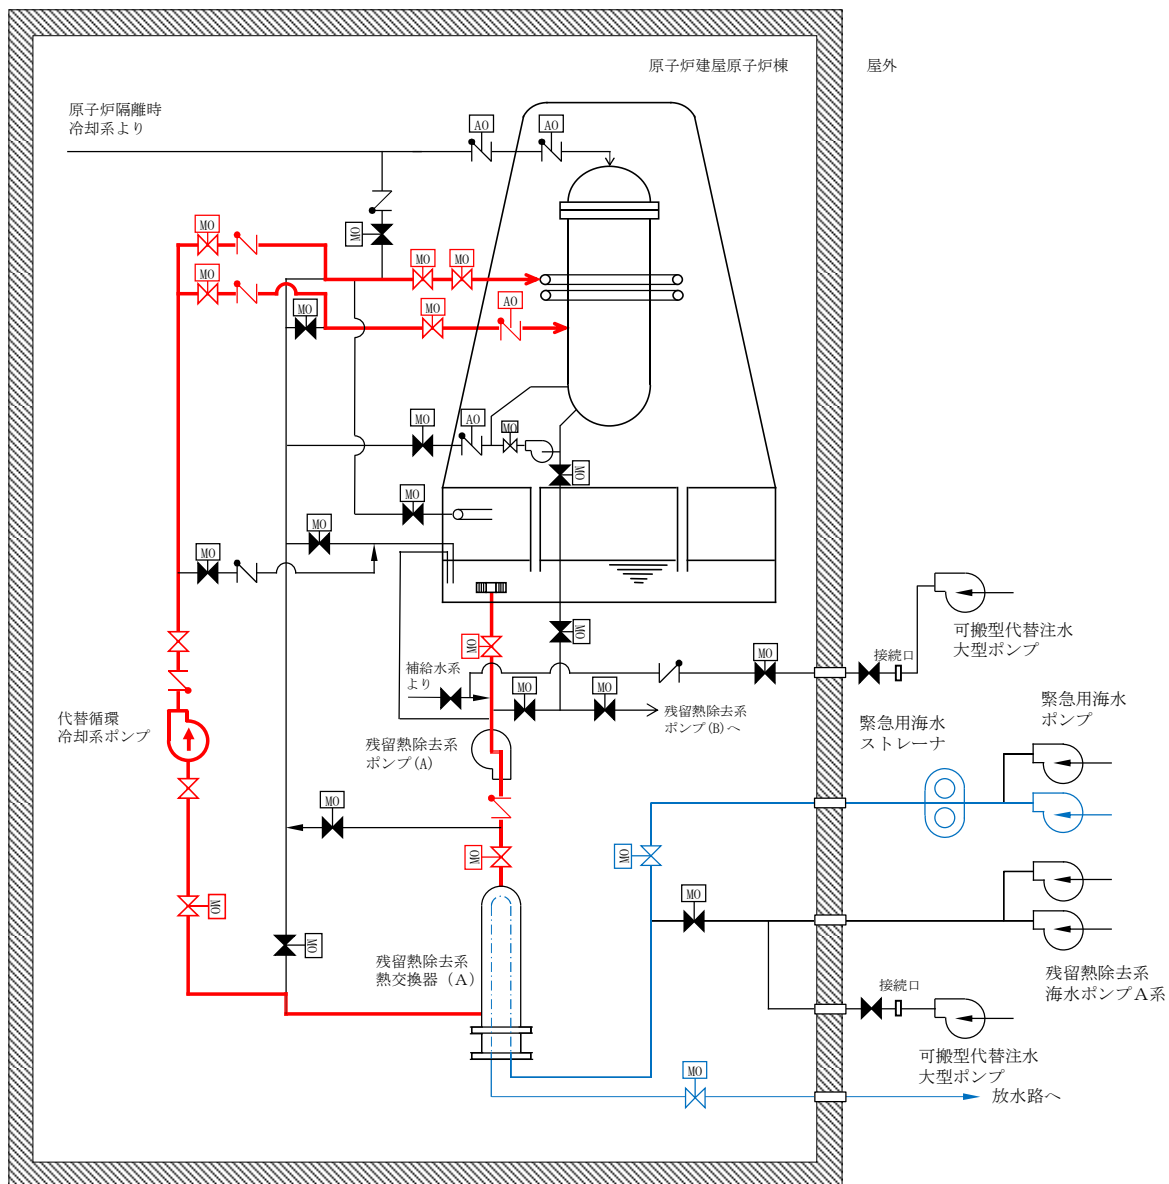 原子炉建屋原子炉棟
屋外
原子炉隔離時
冷却系より
AO
AO
MO
MO
MO
MO
MO
MO
AO
MO
MO
MO
AO
MO
MO
MO
MO
MO
MO
MO
可搬型代替注水
大型ポンプ
接続口
MO
補給水系
より
MO
MO
残留熱除去系
ポンプ(B)へ
代替循環
冷却系ポンプ
残留熱除去系
ポンプ(A)
緊急用海水
ストレーナ
緊急用海水
ポンプ
MO
MO
MO
MO
MO
MO
残留熱除去系
熱交換器(A)
接続口
残留熱除去系
海水ポンプA系
可搬型代替注水
大型ポンプ
MO
放水路へ